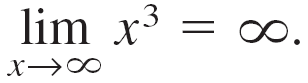 lim x→∞ x³ = ∞.